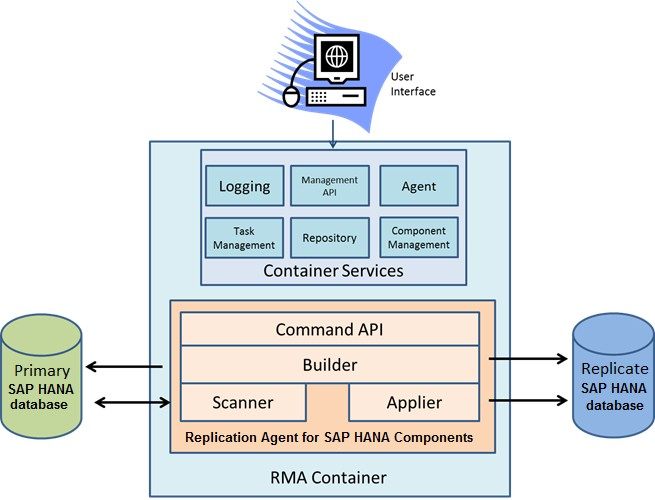 User
Interface
Logging
Management
API
Agent
Task
Management
Repository
Component
Management
Container Services
Command API
Builder
Scanner
Applier
Replication Agent for SAP HANA Components
RMA Container
Primary
SAP HANA
database
Replicate
SAP HANA
database